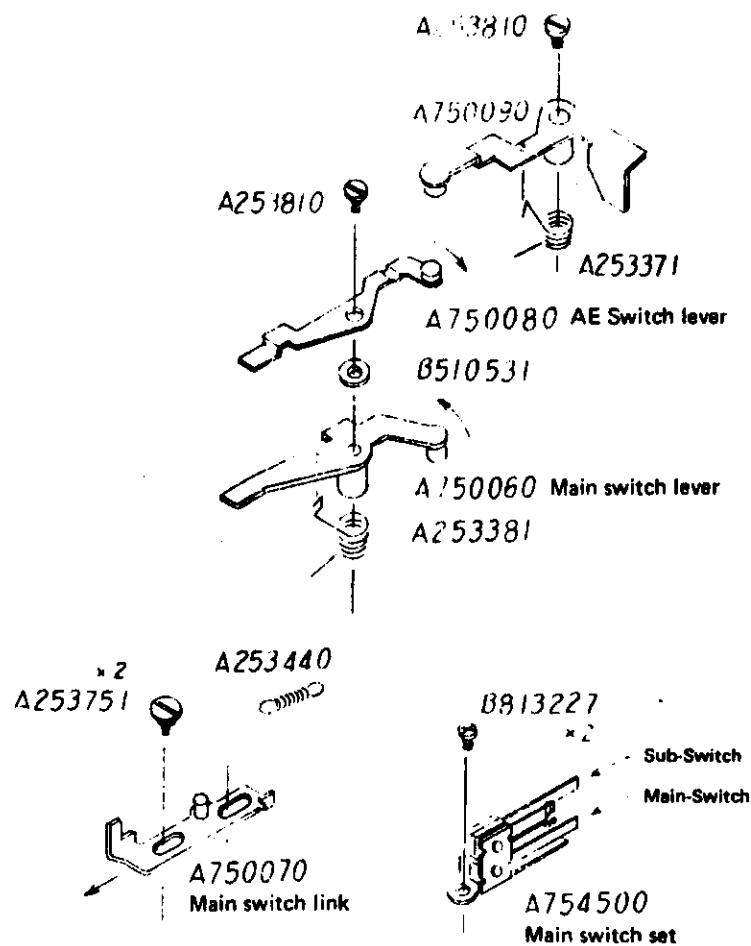 A253810
A750090
A253810
A253371
A750080 AE Switch lever
B510531
A750060 Main switch lever
A253381
× 2
A253440
A253751
B813227
× 2
Sub-Switch
Main-Switch
A750070
Main switch link
A754500
Main switch set